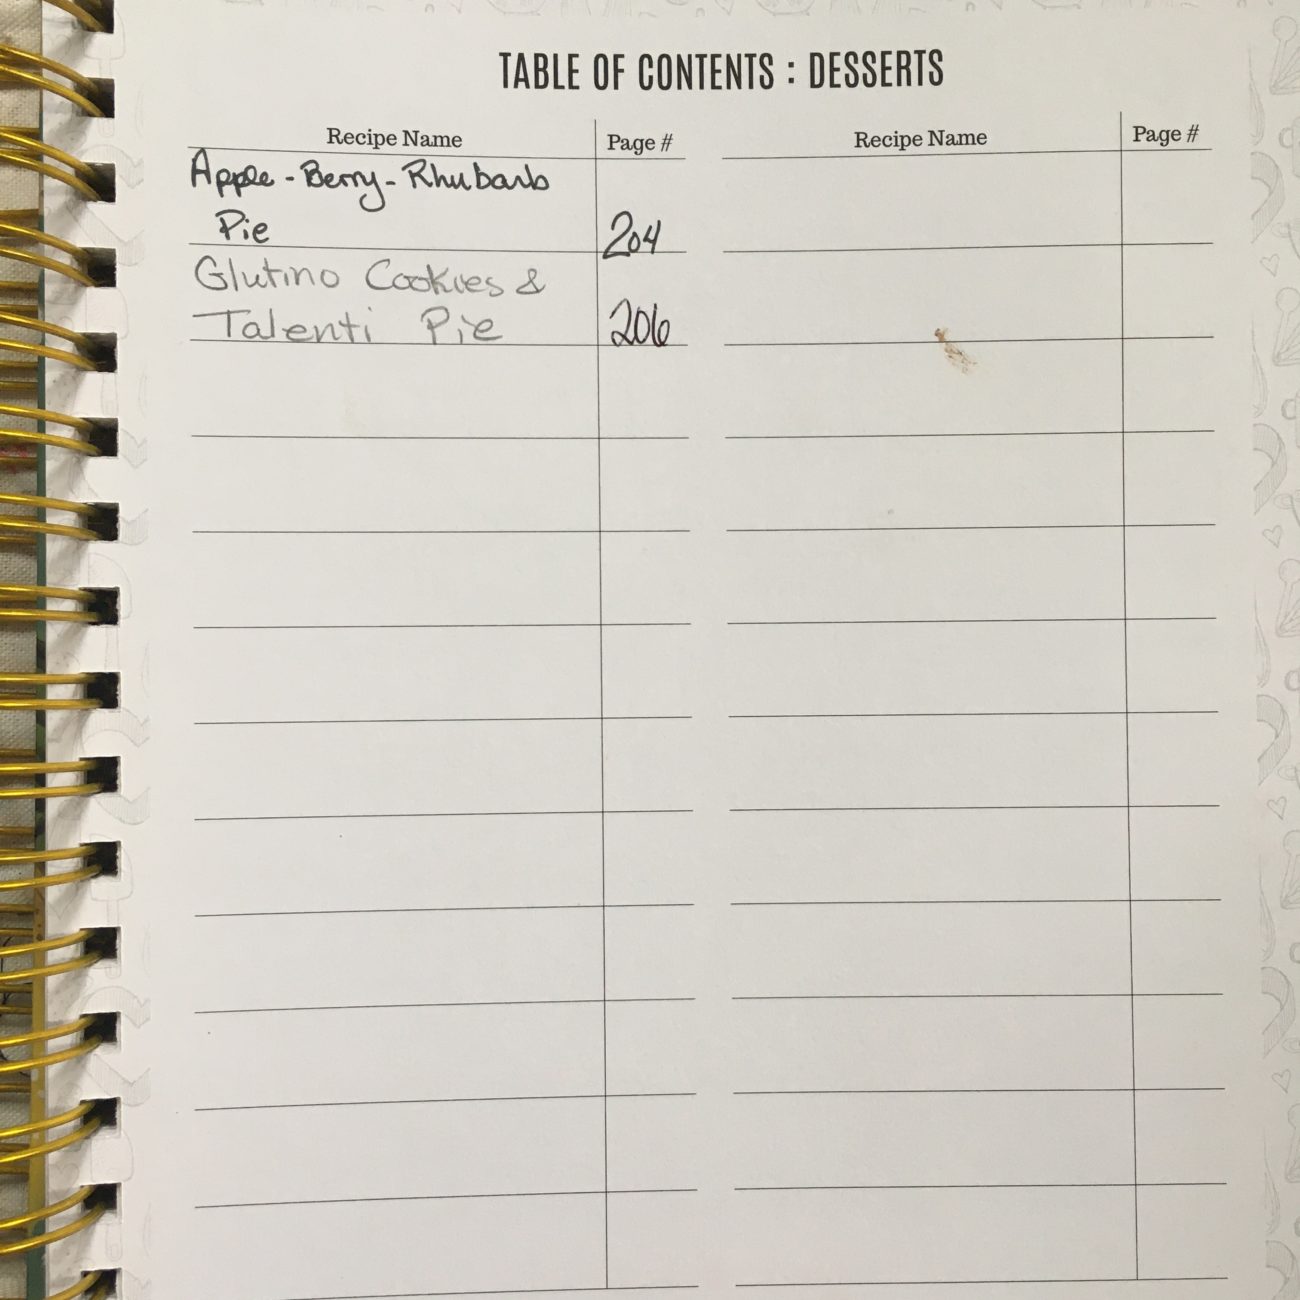 TABLE OF CONTENTS : DESSERTS
Recipe Name Page # Recipe Name Page #
Apple-Berry-Rhubarb
Pie 204
Glutino Cookies &
Talenti Pie 206